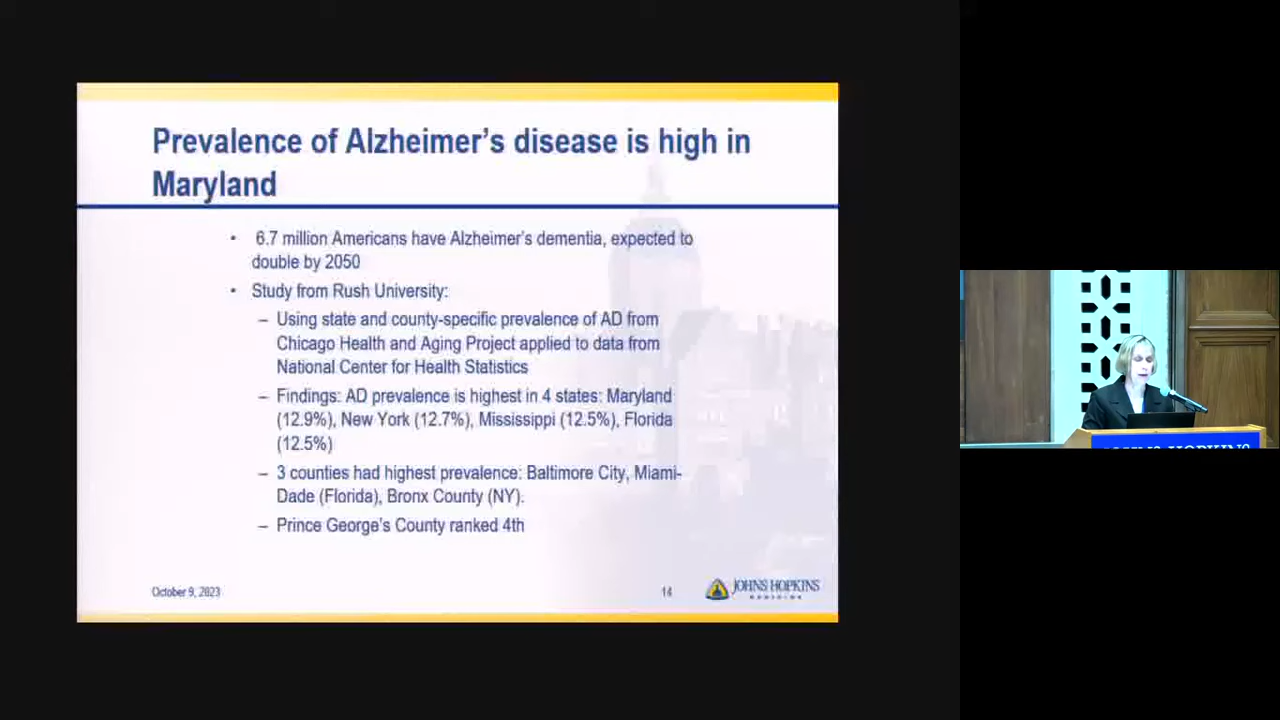 Prevalence of Alzheimer's disease is high in
Maryland
• 6.7 million Americans have Alzheimer's dementia, expected to
double by 2050
• Study from Rush University:
– Using state and county-specific prevalence of AD from
Chicago Health and Aging Project applied to data from
National Center for Health Statistics
– Findings: AD prevalence is highest in 4 states: Maryland
(12.9%), New York (12.7%), Mississippi (12.5%), Florida
(12.5%)
– 3 counties had highest prevalence: Baltimore City, Miami-
Dade (Florida), Bronx County (NY).
– Prince George's County ranked 4th
October 9, 2023
14
JOHNS HOPKINS
MEDICINE
JOHNS HOPKINS